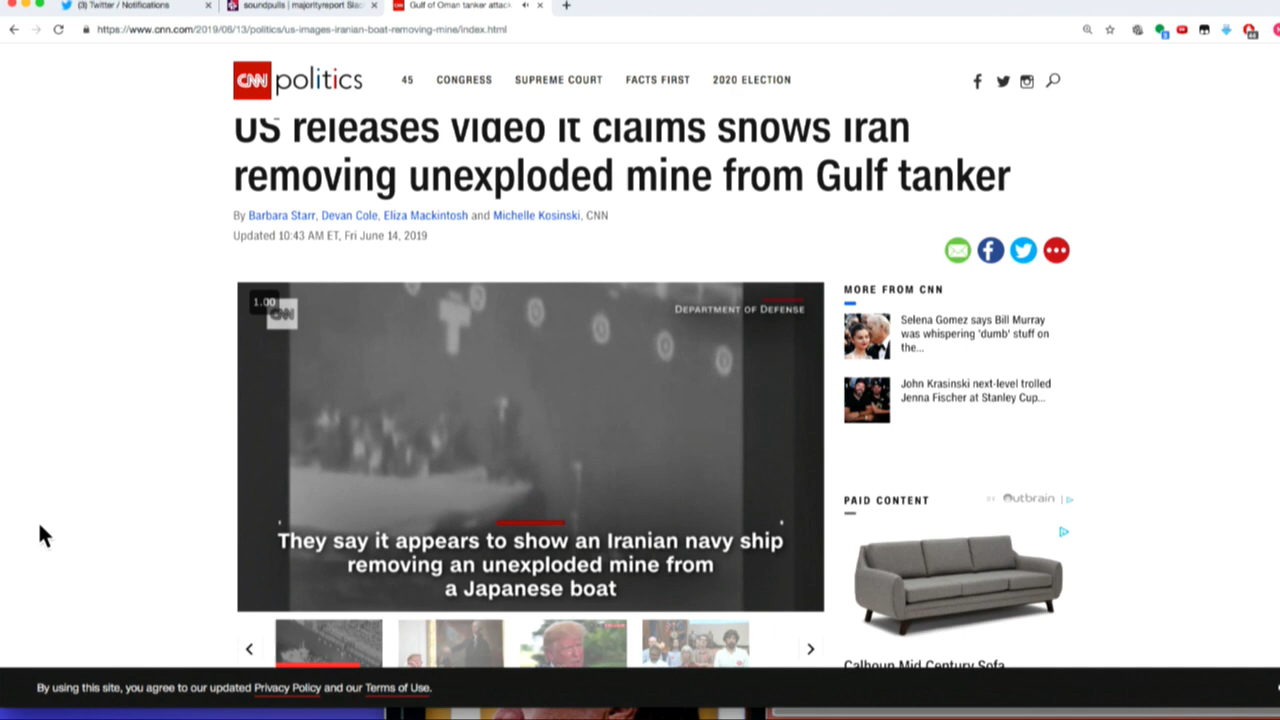 (3) Twitter / Notifications
soundpulls | majorityreport Sla
Gulf of Oman tanker attack
https://www.cnn.com/2019/06/13/politics/us-images-iranian-boat-removing-mine/index.html
CNN politics
45 CONGRESS SUPREME COURT FACTS FIRST 2020 ELECTION
US releases video it claims shows Iran
removing unexploded mine from Gulf tanker
By Barbara Starr, Devan Cole, Eliza Mackintosh and Michelle Kosinski, CNN
Updated 10:43 AM ET, Fri June 14, 2019
1.00
CNN
DEPARTMENT OF DEFENSE
They say it appears to show an Iranian navy ship
removing an unexploded mine from
a Japanese boat
MORE FROM CNN
Selena Gomez says Bill Murray
was whispering 'dumb' stuff on
the...
John Krasinski next-level trolled
Jenna Fischer at Stanley Cup...
PAID CONTENT
BY Outbrain
Calhoun Mid Century Sofa
By using this site, you agree to our updated Privacy Policy and our Terms of Use.